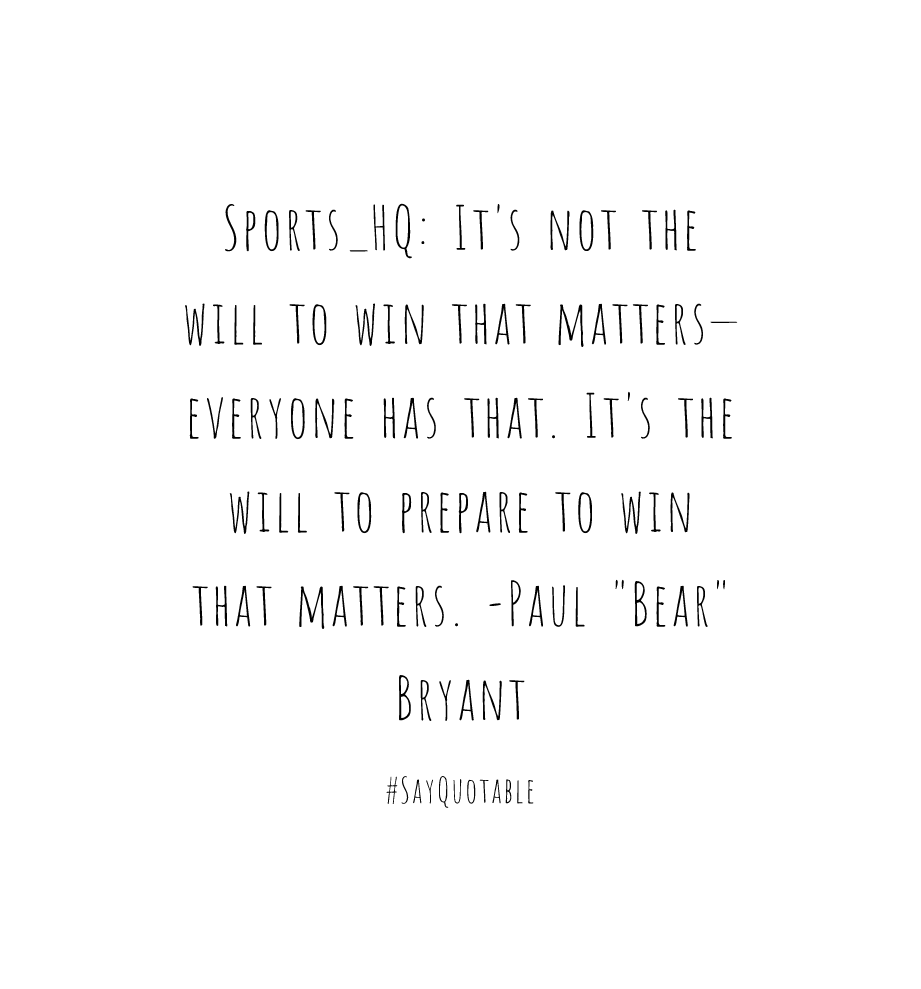 Sports_HQ: It's not the
will to win that matters—
everyone has that. It's the
will to prepare to win
that matters. -Paul "Bear"
Bryant
#SayQuotable